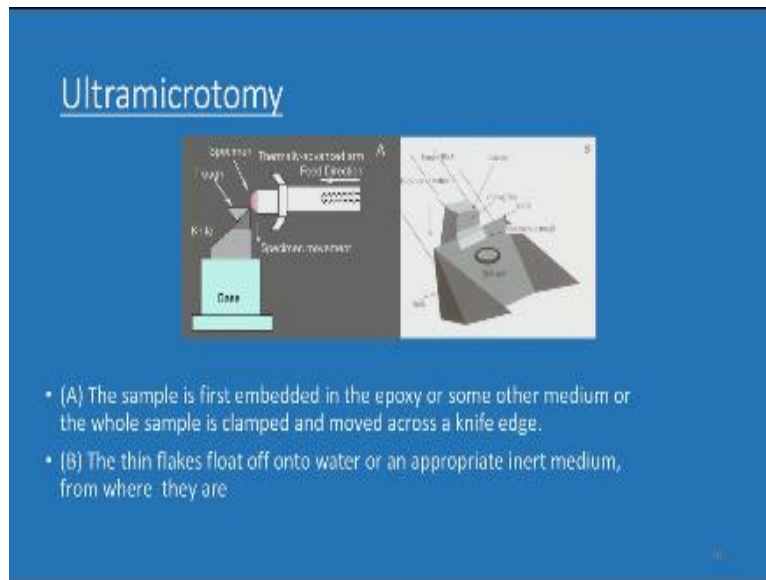 Ultramicrotomy
Specimen
Thermally-advanced arm
A
B
Feed Direction
Trough
Knife
Specimen movement
Base
• (A) The sample is first embedded in the epoxy or some other medium or
the whole sample is clamped and moved across a knife edge.
• (B) The thin flakes float off onto water or an appropriate inert medium,
from where they are